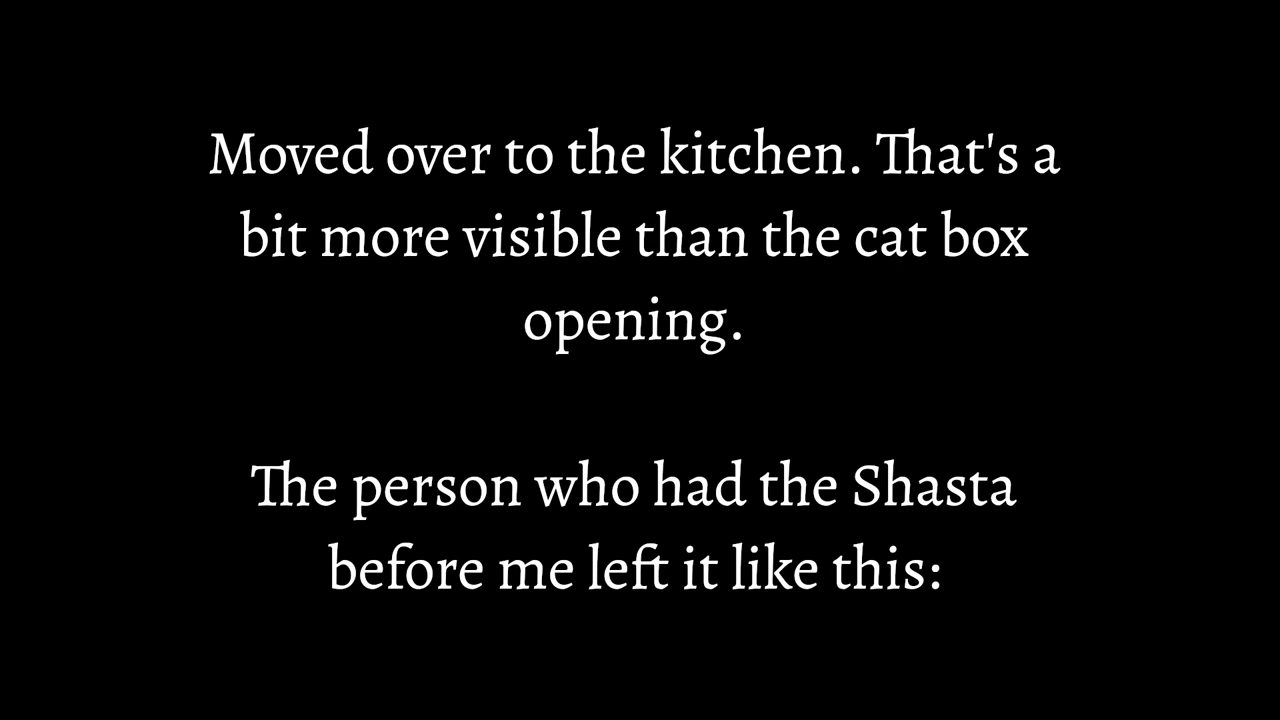 Moved over to the kitchen. That's a
bit more visible than the cat box
opening.
The person who had the Shasta
before me left it like this: